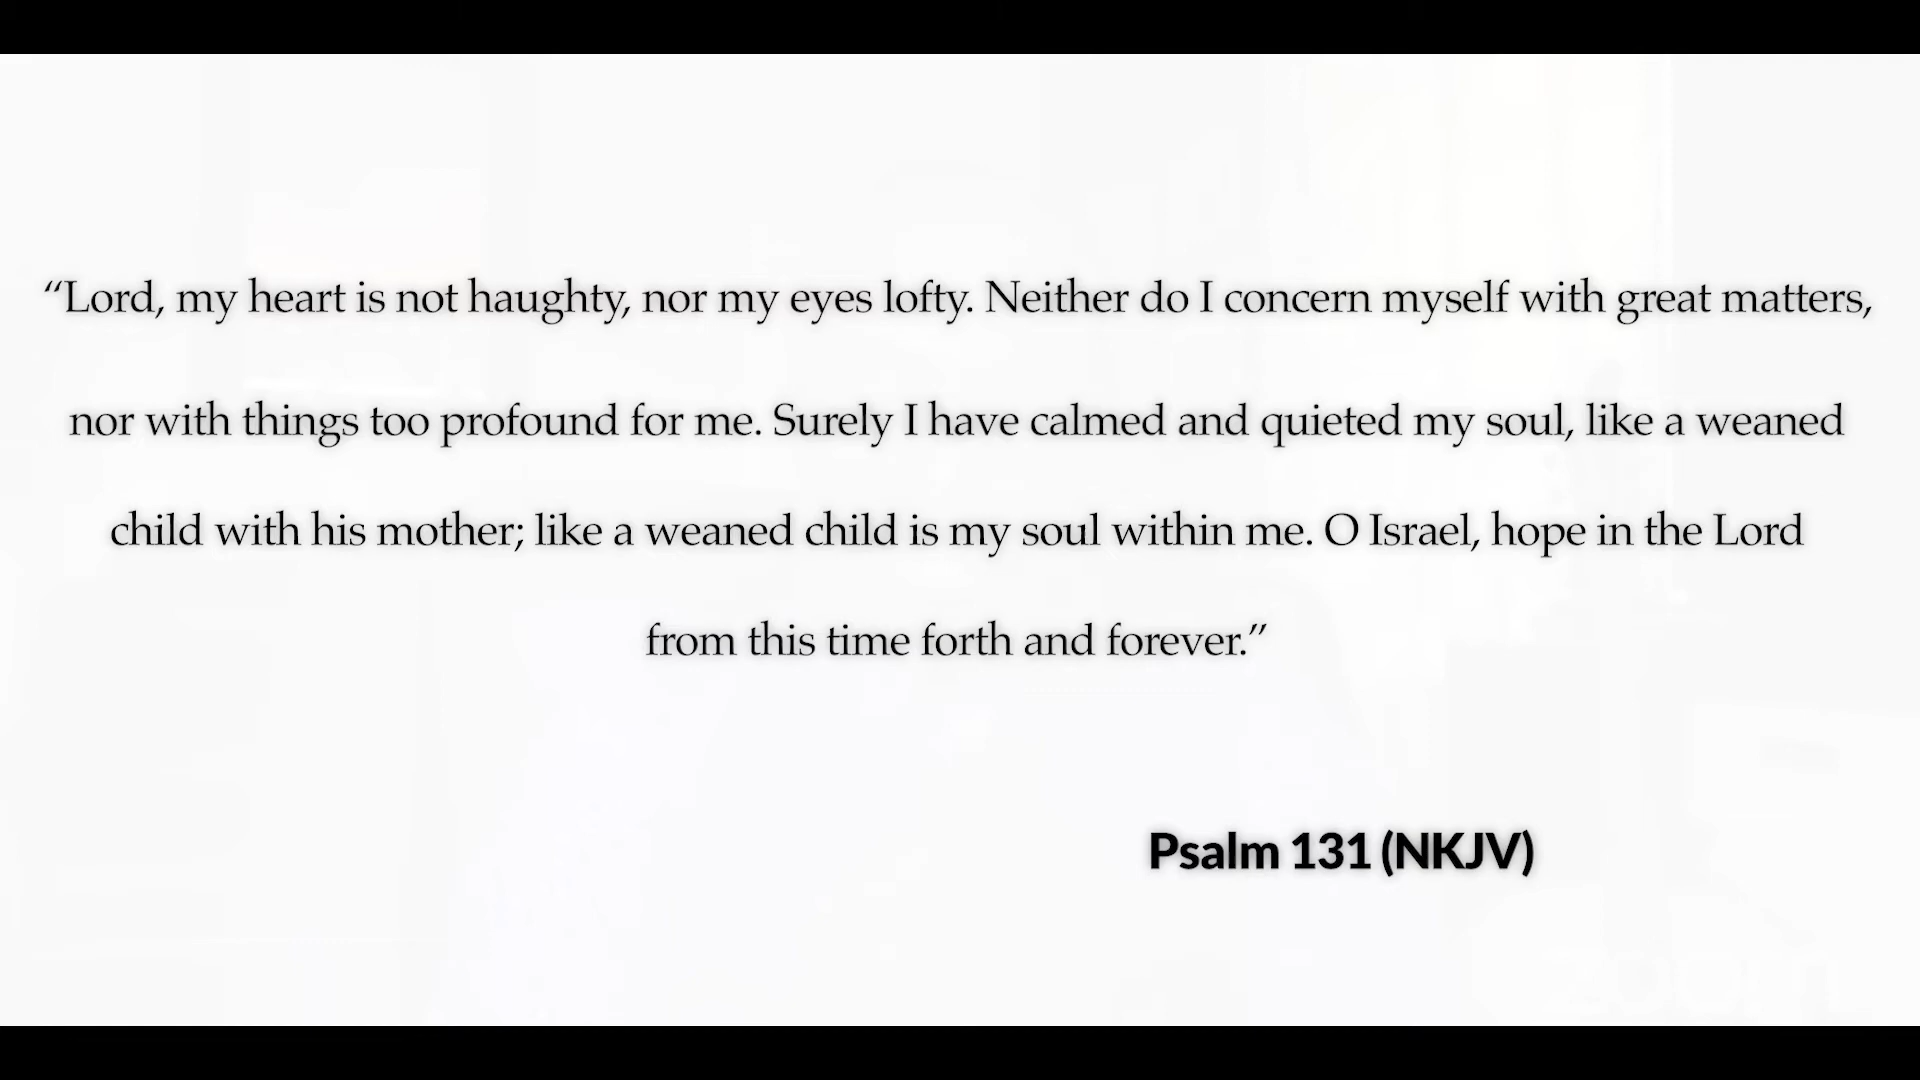 “Lord, my heart is not haughty, nor my eyes lofty. Neither do I concern myself with great matters,
nor with things too profound for me. Surely I have calmed and quieted my soul, like a weaned
child with his mother; like a weaned child is my soul within me. O Israel, hope in the Lord
from this time forth and forever.”
Psalm 131 (NKJV)